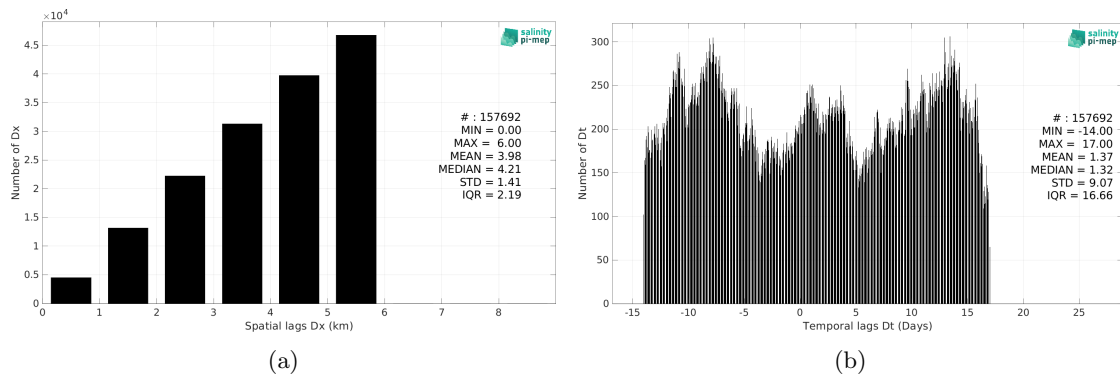 ×10⁴
4.5
4
3.5
3
2.5
2
1.5
1
0.5
0
Number of Dx
0 1 2 3 4 5 6 7 8
Spatial lags Dx (km)
salinity
pi-mep
# : 157692
MIN = 0.00
MAX = 6.00
MEAN = 3.98
MEDIAN = 4.21
STD = 1.41
IQR = 2.19
(a)
300
250
200
150
100
50
0
Number of Dt
-15 -10 -5 0 5 10 15 20 25
Temporal lags Dt (Days)
salinity
pi-mep
# : 157692
MIN = -14.00
MAX = 17.00
MEAN = 1.37
MEDIAN = 1.32
STD = 9.07
IQR = 16.66
(b)